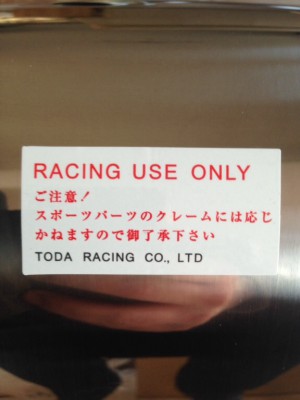 RACING USE ONLY
ご注意！
スポーツパーツのクレームには応じ
かねますので御了承下さい
TODA RACING CO., LTD